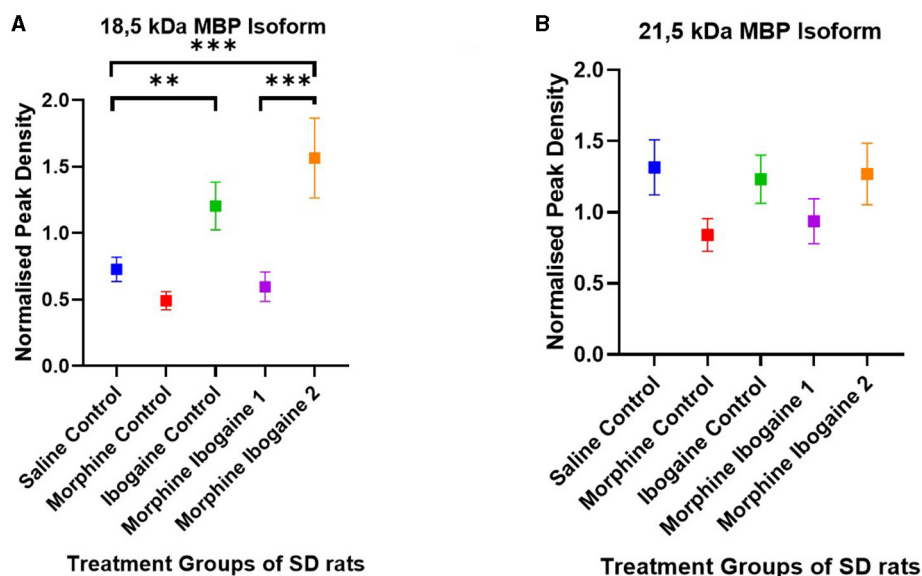 A
18,5 kDa MBP Isoform
***
** ***
Normalised Peak Density
2.0
1.5
1.0
0.5
0.0
Saline Control
Morphine Control
Ibogaine Control
Morphine Ibogaine 1
Morphine Ibogaine 2
Treatment Groups of SD rats
B
21,5 kDa MBP Isoform
Normalised Peak Density
2.0
1.5
1.0
0.5
0.0
Saline Control
Morphine Control
Ibogaine Control
Morphine Ibogaine 1
Morphine Ibogaine 2
Treatment Groups of SD rats